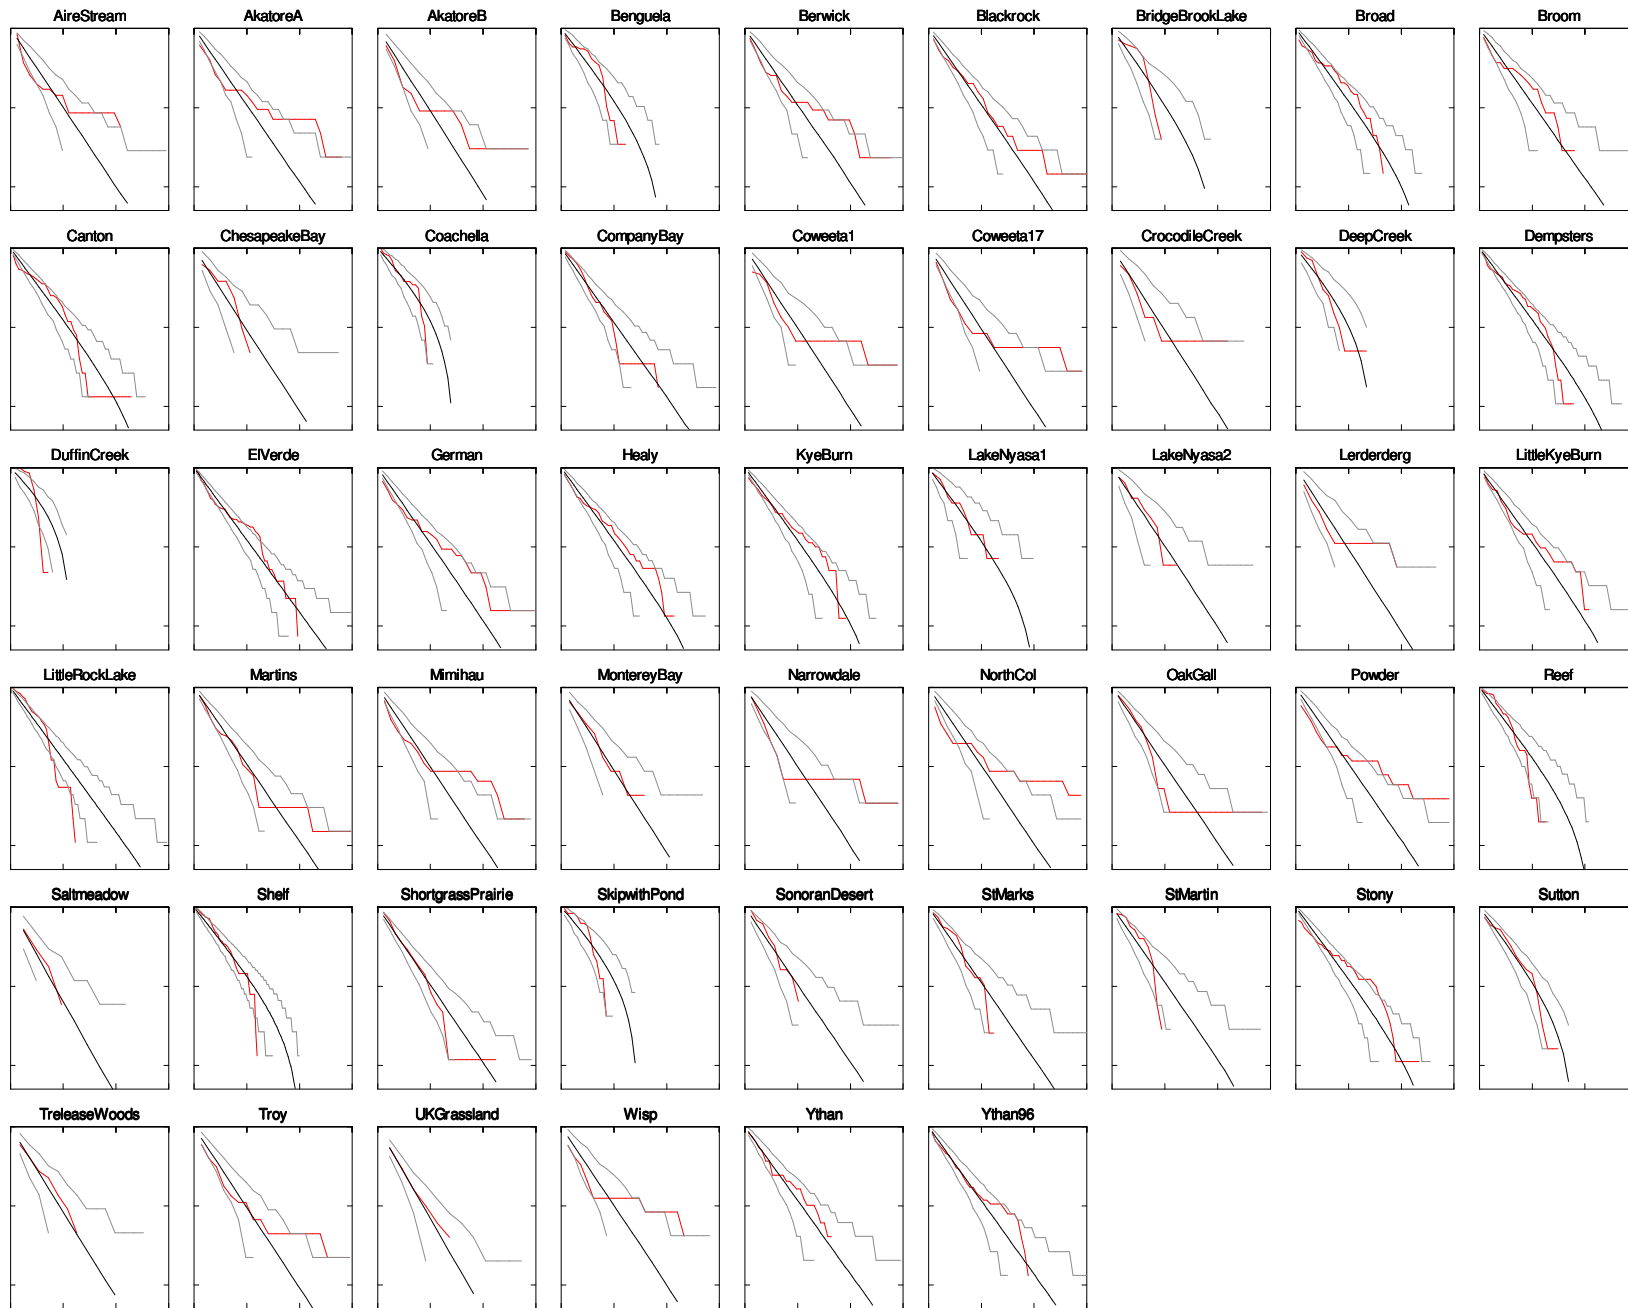 AireStream AkatoreA AkatoreB Benguela Berwick Blackrock BridgeBrookLake Broad Broom
Canton ChesapeakeBay Coachella CompanyBay Coweeta1 Coweeta17 CrocodileCreek DeepCreek Dempsters
DuffinCreek ElVerde German Healy KyeBurn LakeNyasa1 LakeNyasa2 Lerderderg LittleKyeBurn
LittleRockLake Martins Mimihau MontereyBay Narrowdale NorthCol OakGall Powder Reef
Saltmeadow Shelf ShortgrassPrairie SkipwithPond SonoranDesert StMarks StMartin Stony Sutton
TreleaseWoods Troy UKGrassland Wisp Ythan Ythan96